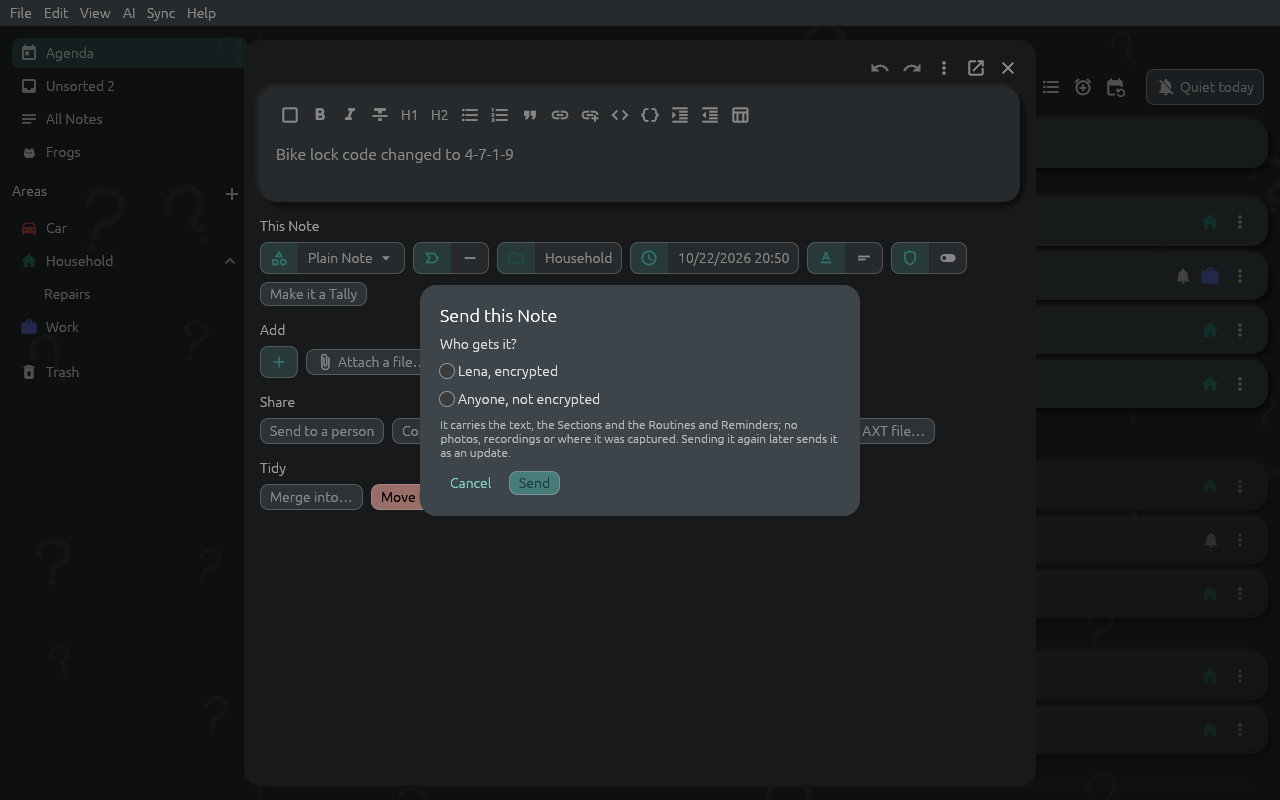 File Edit View AI Sync Help
Agenda
Unsorted 2
All Notes
Frogs
Areas
Car
Household
Repairs
Work
Trash
Quiet today
H1 H2
Bike lock code changed to 4-7-1-9
This Note
Plain Note
Household
10/22/2026 20:50
Make it a Tally
Add
Attach a file…
Share
Send to a person
Co
AXT file…
Tidy
Merge into…
Move
Send this Note
Who gets it?
Lena, encrypted
Anyone, not encrypted
It carries the text, the Sections and the Routines and Reminders; no
photos, recordings or where it was captured. Sending it again later sends it
as an update.
Cancel
Send